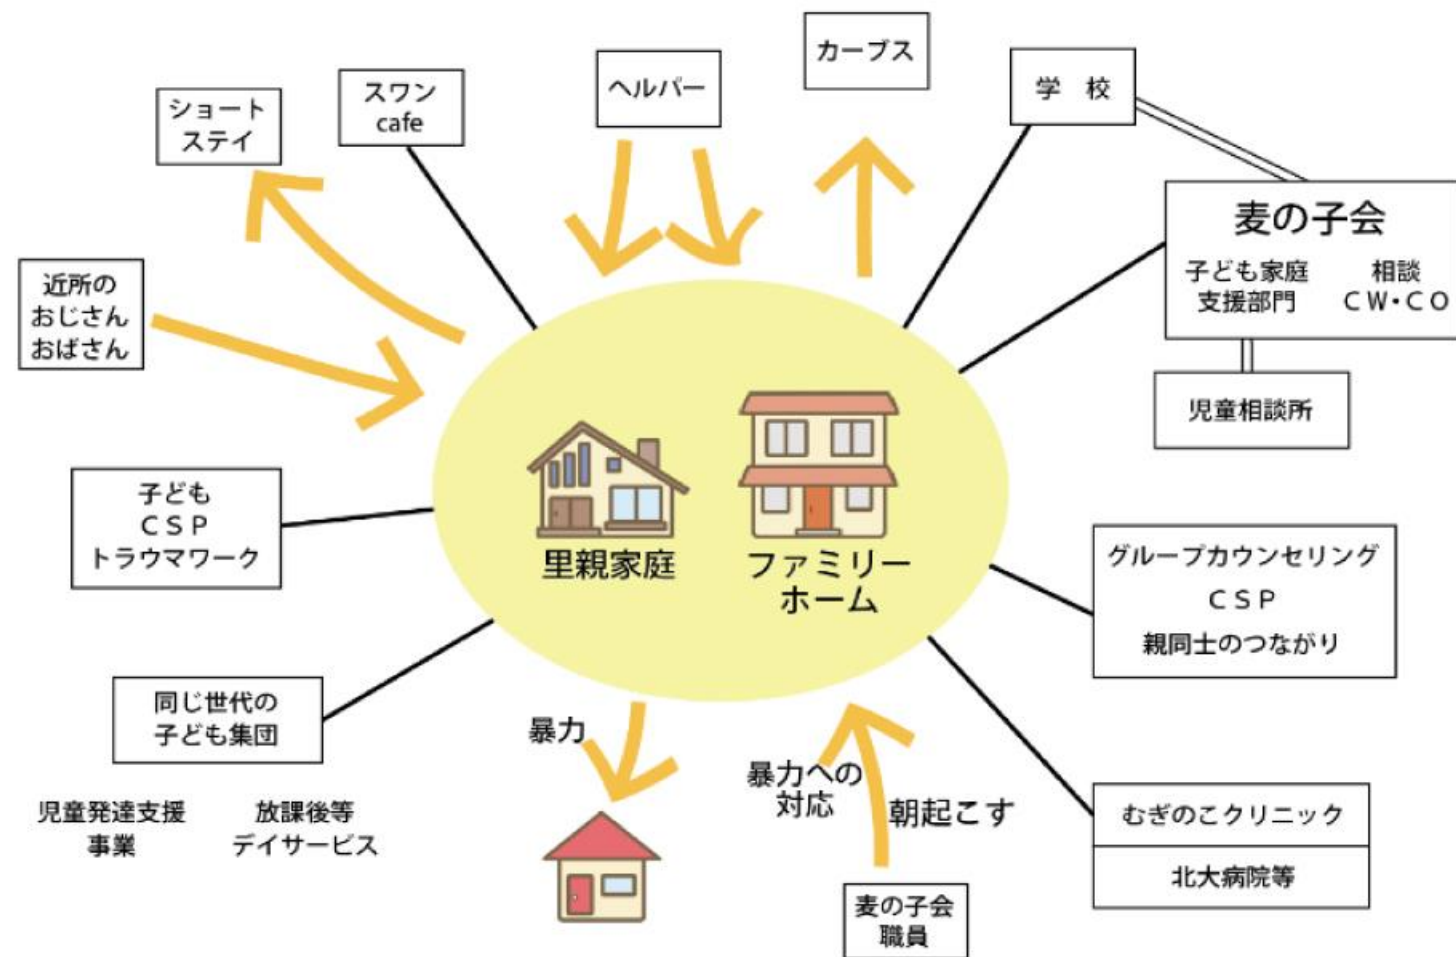 カーブス
ヘルパー
学 校
スワン
cafe
ショート
ステイ
麦の子会
子ども家庭
支援部門
相談
CW・CO
近所の
おじさん
おばさん
児童相談所
子ども
CSP
トラウマワーク
里親家庭
ファミリー
ホーム
グループカウンセリング
CSP
親同士のつながり
同じ世代の
子ども集団
児童発達支援
事業
放課後等
デイサービス
暴力
暴力への
対応
朝起こす
むぎのこクリニック
北大病院等
麦の子会
職員